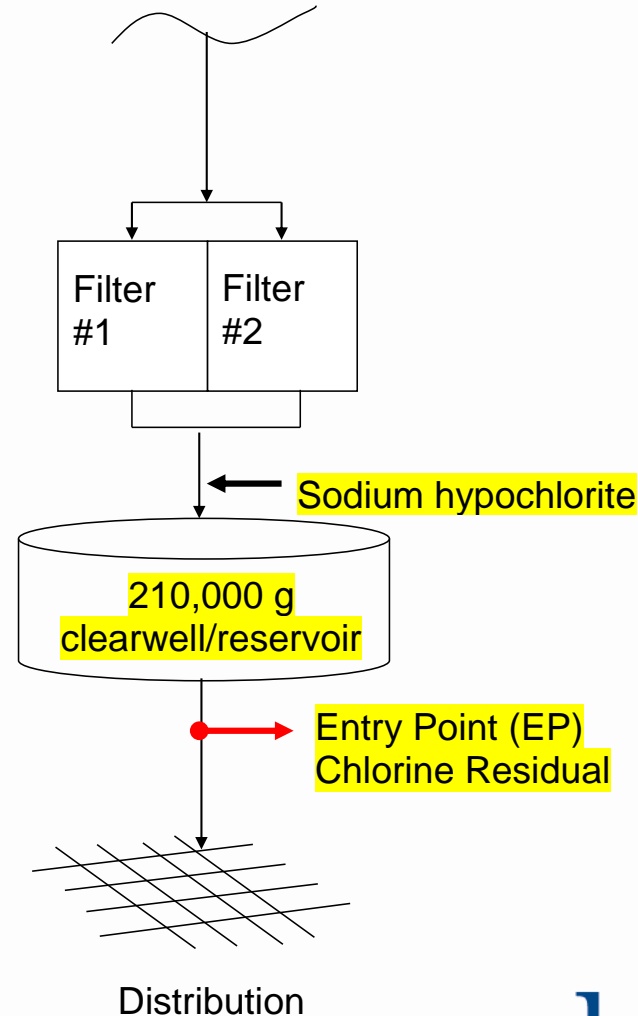 Filter
#1
Filter
#2
Sodium hypochlorite
210,000 g
clearwell/reservoir
Entry Point (EP)
Chlorine Residual
Distribution